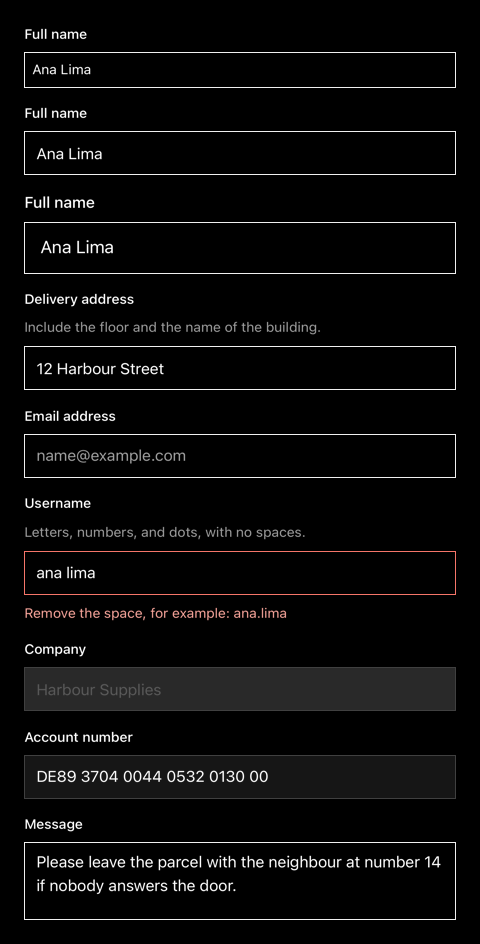 Full name
Ana Lima
Full name
Ana Lima
Full name
Ana Lima
Delivery address
Include the floor and the name of the building.
12 Harbour Street
Email address
name@example.com
Username
Letters, numbers, and dots, with no spaces.
ana lima
Remove the space, for example: ana.lima
Company
Harbour Supplies
Account number
DE89 3704 0044 0532 0130 00
Message
Please leave the parcel with the neighbour at number 14
if nobody answers the door.